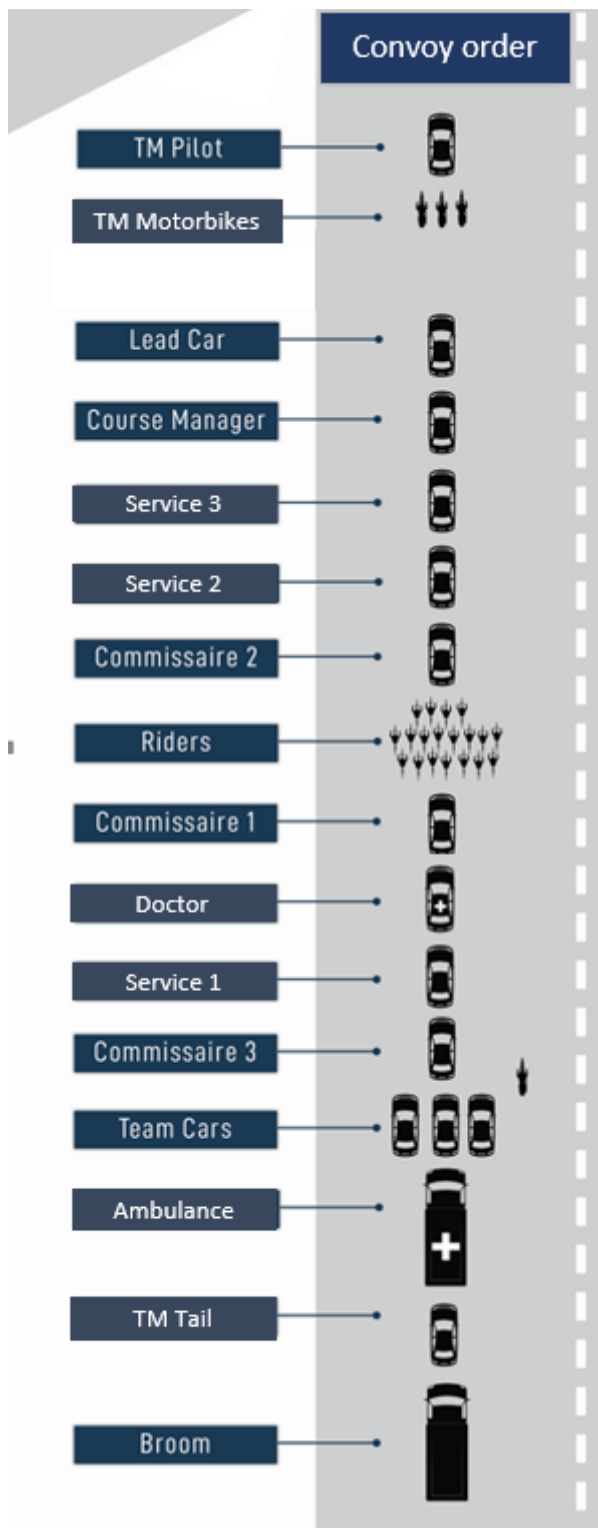 Convoy order
TM Pilot
TM Motorbikes
Lead Car
Course Manager
Service 3
Service 2
Commissaire 2
Riders
Commissaire 1
Doctor
Service 1
Commissaire 3
Team Cars
Ambulance
TM Tail
Broom